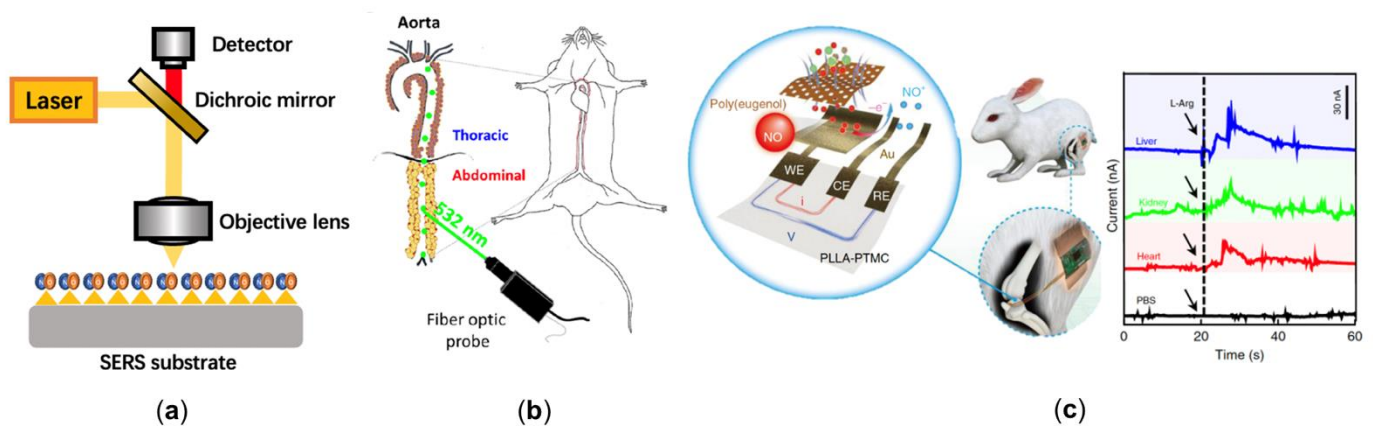 Detector
Laser
Dichroic mirror
Objective lens
SERS substrate
(a)
Aorta
Thoracic
Abdominal
532 nm
Fiber optic
probe
(b)
Poly(eugenol)
−e⁻
NO⁺
NO
Au
WE
CE
RE
i
V
PLLA-PTMC
L-Arg
30 nA
Liver
Kidney
Heart
PBS
Current (nA)
0
20
40
60
Time (s)
(c)